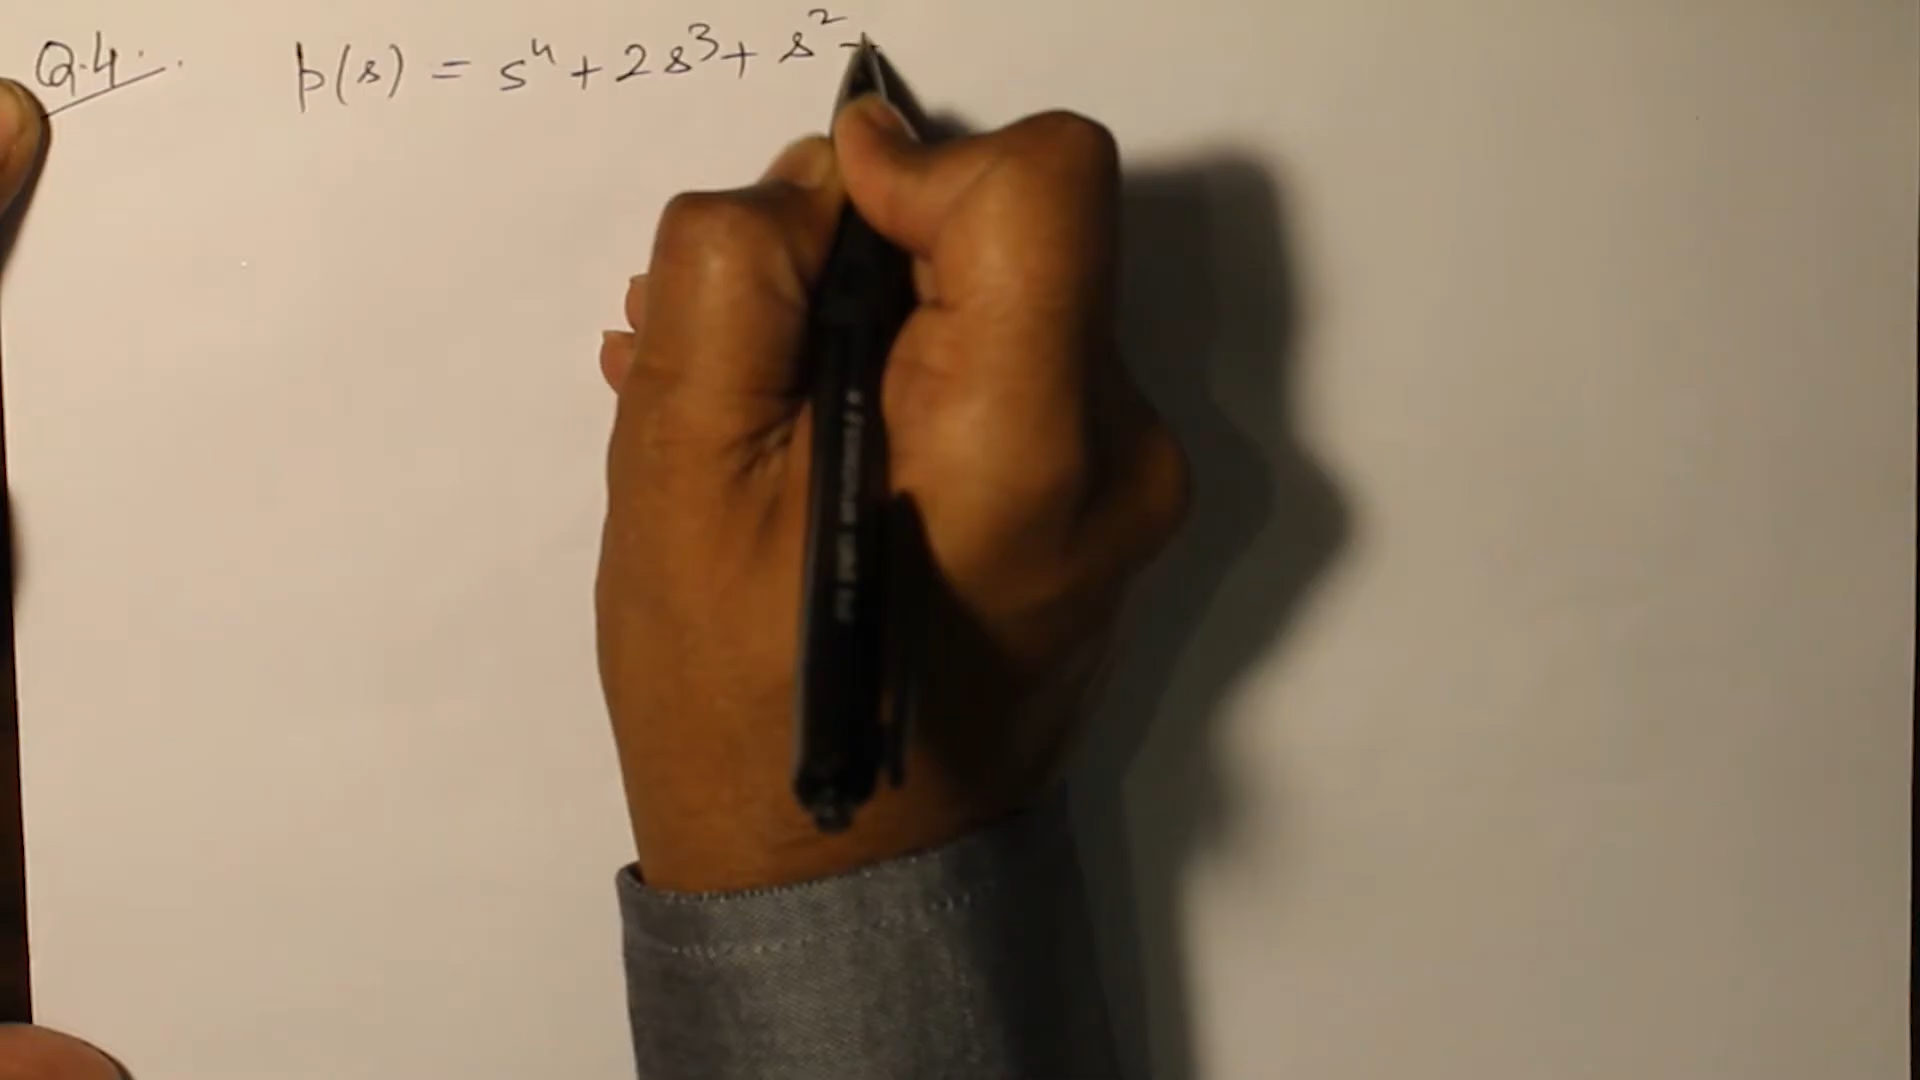 Q.4. p(s) = s⁴ + 2s³ + s² +